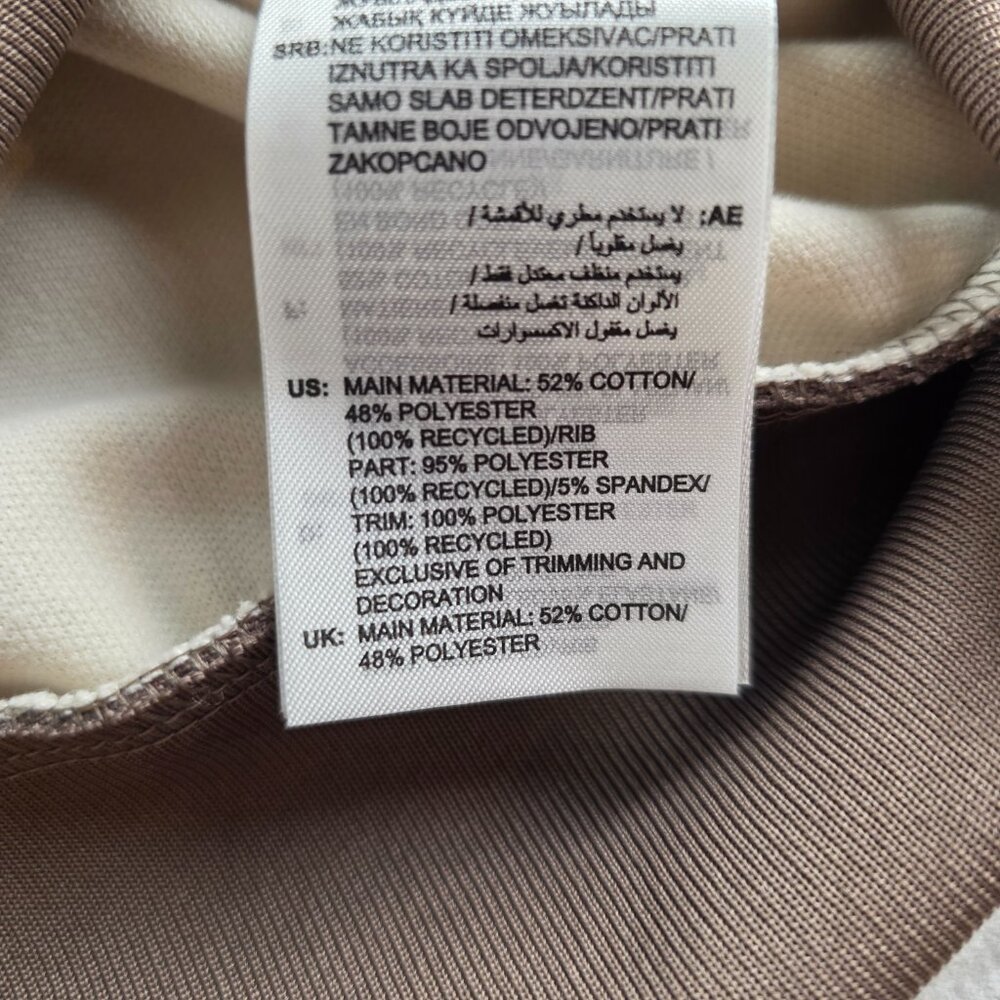 ЖАБЫҚ КҮЙДЕ ЖУЫЛАДЫ
SRB: NE KORISTITI OMEKSIVAC/PRATI
IZNUTRA KA SPOLJA/KORISTITI
SAMO SLAB DETERDZENT/PRATI
TAMNE BOJE ODVOJENO/PRATI
ZAKOPCANO
AE: لا يستخدم مطري للأقمشة /
يغسل مقلوباً /
يستخدم منظف معتدل فقط /
الألوان الداكنة تغسل منفصلة /
يغسل مقفول الاكسسوارات
US: MAIN MATERIAL: 52% COTTON/
48% POLYESTER
(100% RECYCLED)/RIB
PART: 95% POLYESTER
(100% RECYCLED)/5% SPANDEX/
TRIM: 100% POLYESTER
(100% RECYCLED)
EXCLUSIVE OF TRIMMING AND
DECORATION
UK: MAIN MATERIAL: 52% COTTON/
48% POLYESTER